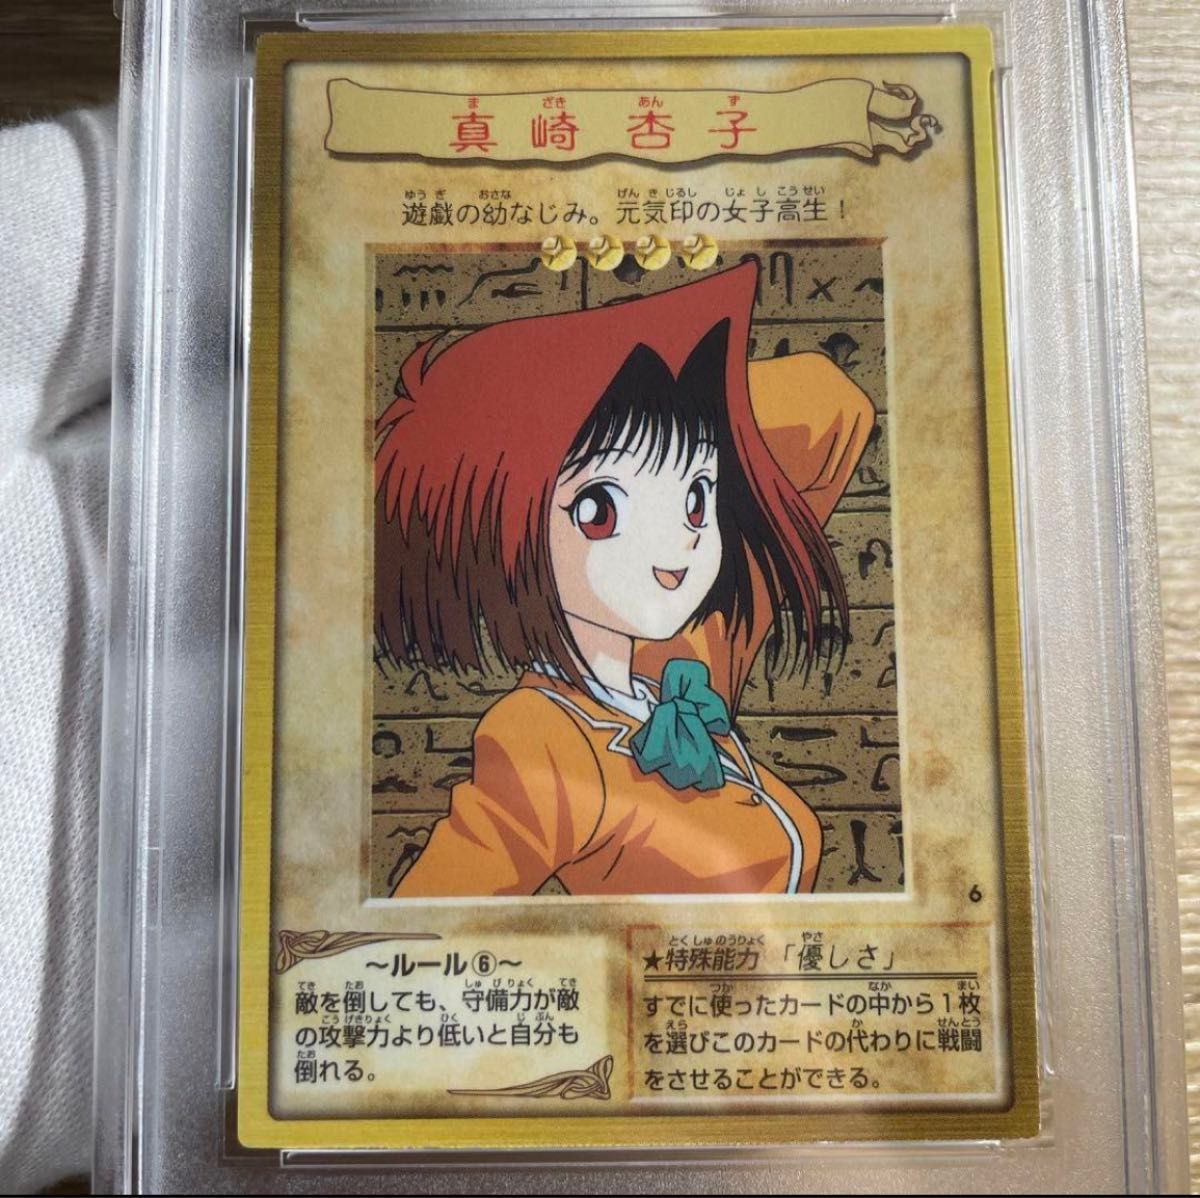 真崎杏子
遊戯の幼なじみ。元気印の女子高生！
6
～ルール⑥～
敵を倒しても、守備力が敵
の攻撃力より低いと自分も
倒れる。
★特殊能力「優しさ」
すでに使ったカードの中から1枚
を選びこのカードの代わりに戦闘
をさせることができる。